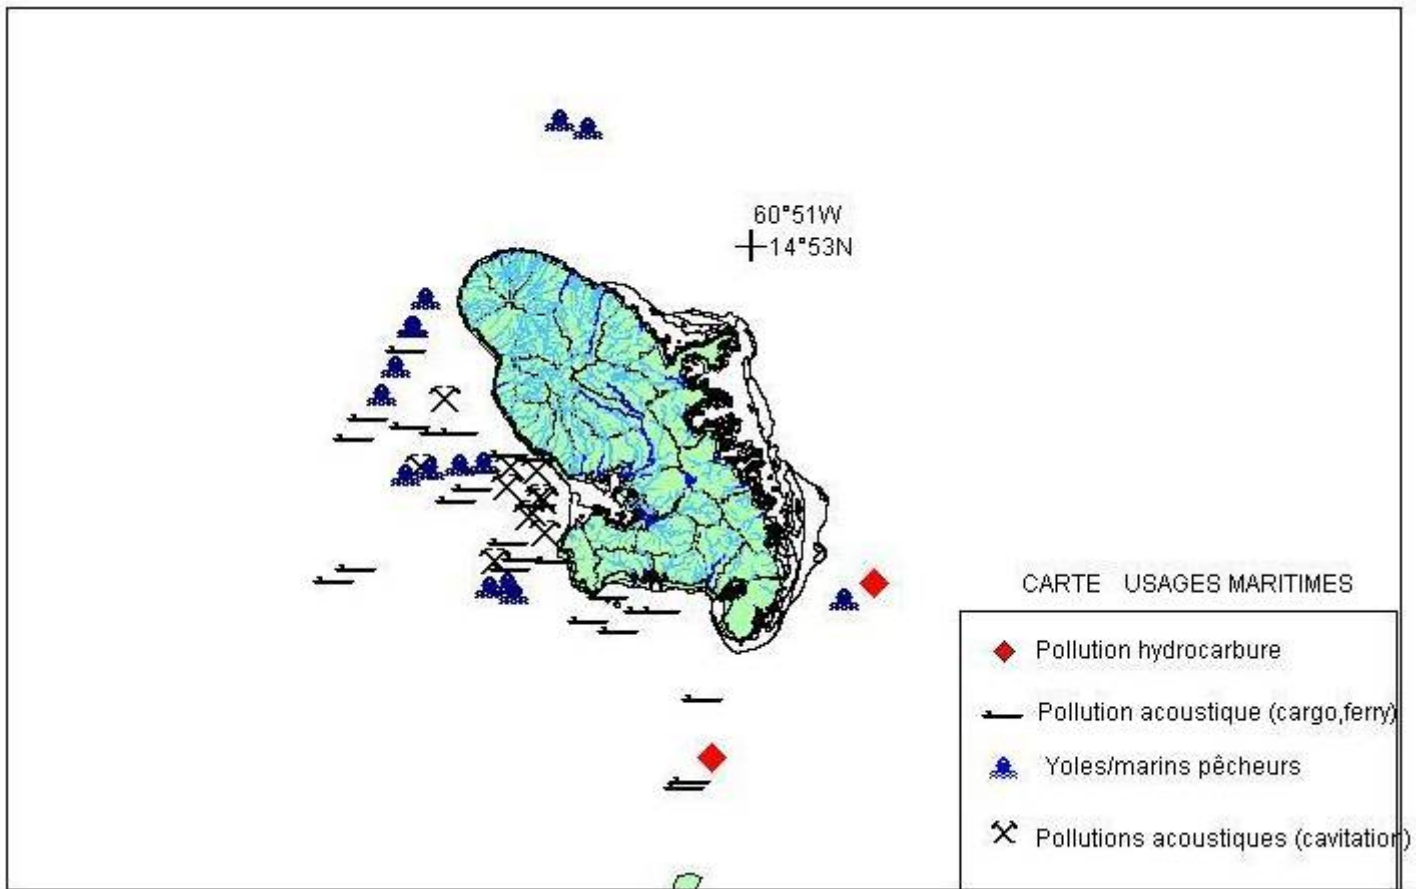 60°51W
14°53N
CARTE USAGES MARITIMES
Pollution hydrocarbure
Pollution acoustique (cargo,ferry)
Yoles/marins pêcheurs
Pollutions acoustiques (cavitation)